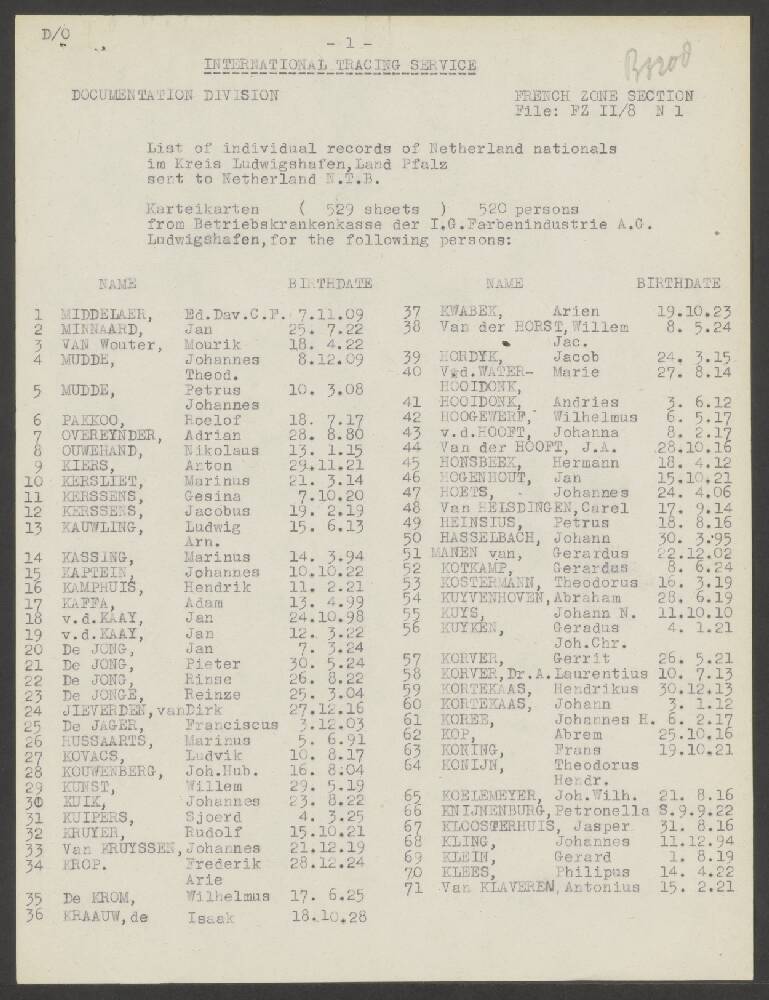 D/O
- 1 -
INTERNATIONAL TRACING SERVICE
DOCUMENTATION DIVISION
FRENCH ZONE SECTION
File: FZ II/8 N 1
List of individual records of Netherland nationals
im Kreis Ludwigshafen, Land Pfalz
sent to Netherland N.T.B.
Karteikarten ( 529 sheets ) 520 persons
from Betriebskrankenkasse der I.G.Farbenindustrie A.G.
Ludwigshafen, for the following persons:
NAME BIRTHDATE
1 MIDDELAER, Ed.Dav.C.F. 7.11.09
2 MINNAARD, Jan 25. 7.22
3 VAN Wouter, Mourik 18. 4.22
4 MUDDE, Johannes 8.12.09
Theod.
5 MUDDE, Petrus 10. 3.08
Johannes
6 PAKKOO, Roelof 18. 7.17
7 OVEREYNDER, Adrian 28. 8.80
8 OUWEHAND, Nikolaus 13. 1.15
9 KIERS, Anton 29.11.21
10 KERSLIET, Marinus 21. 3.14
11 KERSSENS, Gesina 7.10.20
12 KERSSENS, Jacobus 19. 2.19
13 KAUWLING, Ludwig 15. 6.13
Arn.
14 KASSING, Marinus 14. 3.94
15 KAPTEIN, Johannes 10.10.22
16 KAMPHUIS, Hendrik 11. 2.21
17 KAFFA, Adam 13. 4.99
18 v.d.KAAY, Jan 24.10.98
19 v.d.KAAY, Jan 12. 3.22
20 De JONG, Jan 7. 3.24
21 De JONG, Pieter 30. 5.24
22 De JONG, Rinse 26. 8.22
23 De JONGE, Reinze 25. 3.04
24 JIEVERDEN, vanDirk 27.12.16
25 De JAGER, Franciscus 3.12.03
26 HUSSAARTS, Marinus 5. 6.91
27 KOVACS, Ludvik 10. 8.17
28 KOUWENBERG, Joh.Hub. 16. 8.04
29 KUNST, Willem 29. 5.19
30 KUIK, Johannes 23. 8.22
31 KUIPERS, Sjoerd 4. 3.25
32 KRUYER, Rudolf 15.10.21
33 Van KRUYSSEN, Johannes 21.12.19
34 KROP. Frederik 28.12.24
Arie
35 De KROM, Wilhelmus 17. 6.25
36 KRAAUW, de Isaak 18.10.28
NAME BIRTHDATE
37 KWABEK, Arien 19.10.23
38 Van der HORST, Willem 8. 5.24
Jac.
39 HORDYK, Jacob 24. 3.15
40 V.d.WATER- Marie 27. 8.14
HOOIDONK,
41 HOOIDONK, Andries 3. 6.12
42 HOOGEWERF, Wilhelmus 6. 5.17
43 v.d.HOOFT, Johanna 8. 2.17
44 Van der HOOFT, J.A. 28.10.16
45 HONSBEEK, Hermann 18. 4.12
46 HOGENHOUT, Jan 15.10.21
47 HOETS, Johannes 24. 4.06
48 Van HEISDINGEN, Carel 17. 9.14
49 HEINSIUS, Petrus 18. 8.16
50 HASSELBACH, Johann 30. 3.95
51 MANEN van, Gerardus 22.12.02
52 KOTKAMP, Gerardus 8. 6.24
53 KOSTERMANN, Theodorus 16. 3.19
54 KUYVENHOVEN, Abraham 28. 6.19
55 KUYS, Johann N. 11.10.10
56 KUYKEN, Geradus 4. 1.21
Joh.Chr.
57 KORVER, Gerrit 26. 5.21
58 KORVER, Dr.A.Laurentius 10. 7.13
59 KORTEKAAS, Hendrikus 30.12.13
60 KORTEKAAS, Johann 3. 1.12
61 KOREE, Johannes H. 6. 2.17
62 KOP, Abrem 25.10.16
63 KONING, Frans 19.10.21
64 KONIJN, Theodorus
Hendr.
65 KOELEMEYER, Joh.Wilh. 21. 8.16
66 KNIJNENBURG, Petronella S.9.9.22
67 KLOOSTERHUIS, Jasper 31. 8.16
68 KLING, Johannes 11.12.94
69 KLEIN, Gerard 1. 8.19
70 KLEES, Philipus 14. 4.22
71 Van KLAVEREN, Antonius 15. 2.21